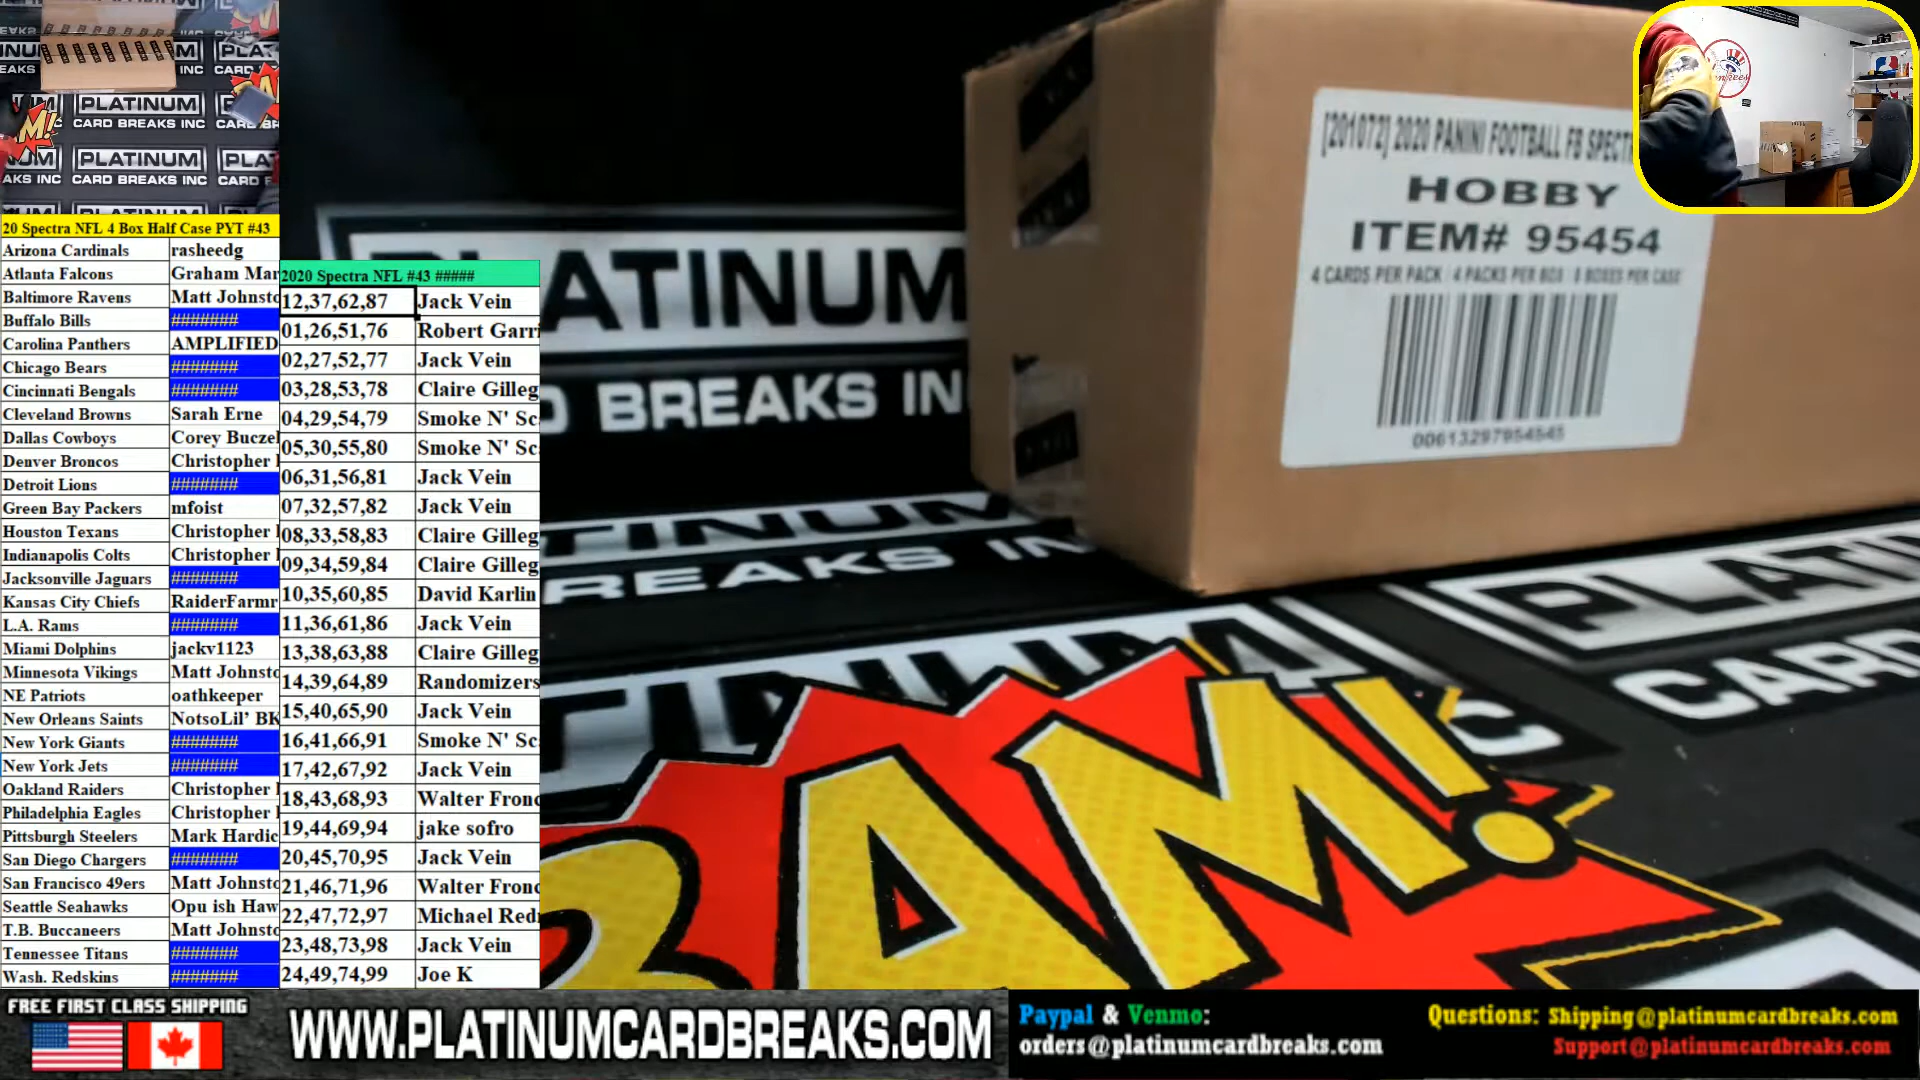 20 Spectra NFL 4 Box Half Case PYT #43
Arizona Cardinals rasheedg
Atlanta Falcons Graham Mar
Baltimore Ravens Matt Johnsto
Buffalo Bills #######
Carolina Panthers AMPLIFIED
Chicago Bears #######
Cincinnati Bengals #######
Cleveland Browns Sarah Erne
Dallas Cowboys Corey Buczel
Denver Broncos Christopher
Detroit Lions #######
Green Bay Packers mfoist
Houston Texans Christopher
Indianapolis Colts Christopher
Jacksonville Jaguars #######
Kansas City Chiefs RaiderFarmr
L.A. Rams #######
Miami Dolphins jackv1123
Minnesota Vikings Matt Johnsto
NE Patriots oathkeeper
New Orleans Saints NotsoLil' BK
New York Giants #######
New York Jets #######
Oakland Raiders Christopher
Philadelphia Eagles Christopher
Pittsburgh Steelers Mark Hardic
San Diego Chargers #######
San Francisco 49ers Matt Johnsto
Seattle Seahawks Opu ish Haw
T.B. Buccaneers Matt Johnsto
Tennessee Titans #######
Wash. Redskins #######
2020 Spectra NFL #43 #####
12,37,62,87 Jack Vein
01,26,51,76 Robert Garri
02,27,52,77 Jack Vein
03,28,53,78 Claire Gilleg
04,29,54,79 Smoke N' Sc
05,30,55,80 Smoke N' Sc
06,31,56,81 Jack Vein
07,32,57,82 Jack Vein
08,33,58,83 Claire Gilleg
09,34,59,84 Claire Gilleg
10,35,60,85 David Karlin
11,36,61,86 Jack Vein
13,38,63,88 Claire Gilleg
14,39,64,89 Randomizers
15,40,65,90 Jack Vein
16,41,66,91 Smoke N' Sc
17,42,67,92 Jack Vein
18,43,68,93 Walter Fronc
19,44,69,94 jake sofro
20,45,70,95 Jack Vein
21,46,71,96 Walter Fronc
22,47,72,97 Michael Redm
23,48,73,98 Jack Vein
24,49,74,99 Joe K
[201072] 2020 PANINI FOOTBALL FB SPECT
HOBBY
ITEM# 95454
4 CARDS PER PACK 4 PACKS PER BOX 8 BOXES PER CASE
00613297954545
PLATINUM
CARD BREAKS INC
PLATINUM
CARD BREAKS INC
PLATINUM
CARD BREAKS IN
BAM!
FREE FIRST CLASS SHIPPING
WWW.PLATINUMCARDBREAKS.COM
Paypal & Venmo:
orders@platinumcardbreaks.com
Questions: Shipping@platinumcardbreaks.com
Support@platinumcardbreaks.com